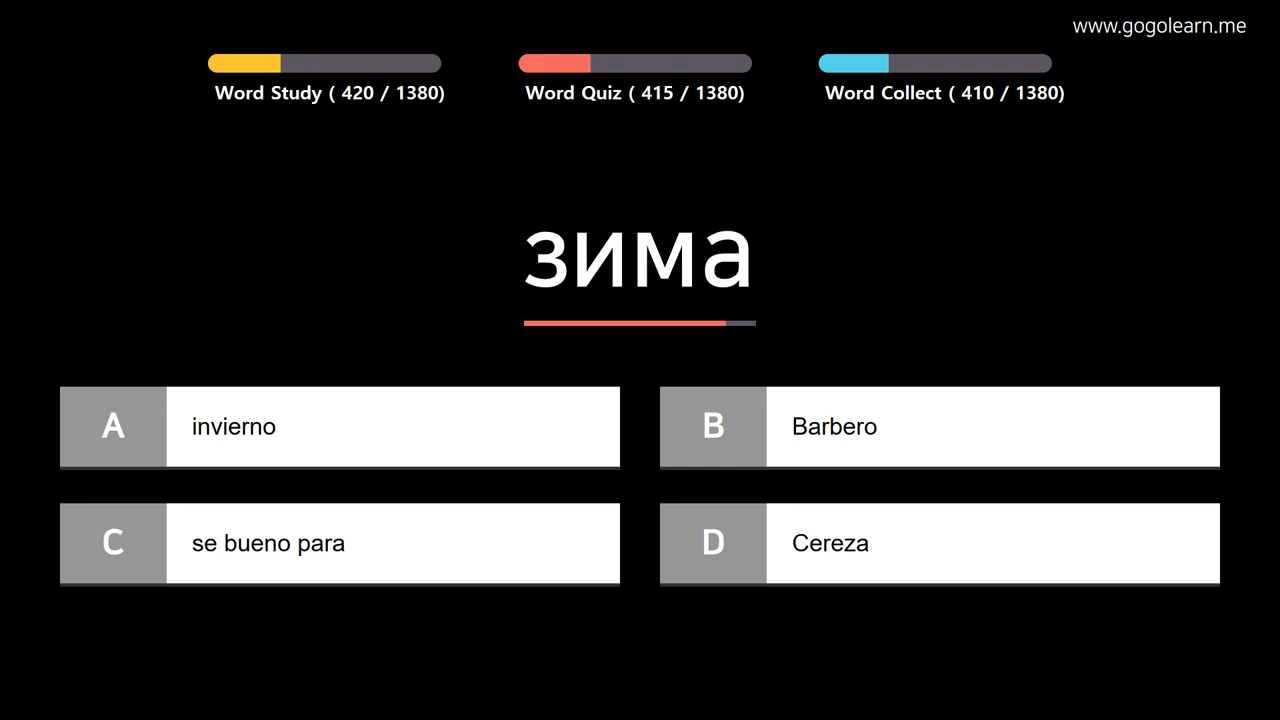 www.gogolearn.me
Word Study ( 420 / 1380)
Word Quiz ( 415 / 1380)
Word Collect ( 410 / 1380)
зима
A
invierno
B
Barbero
C
se bueno para
D
Cereza